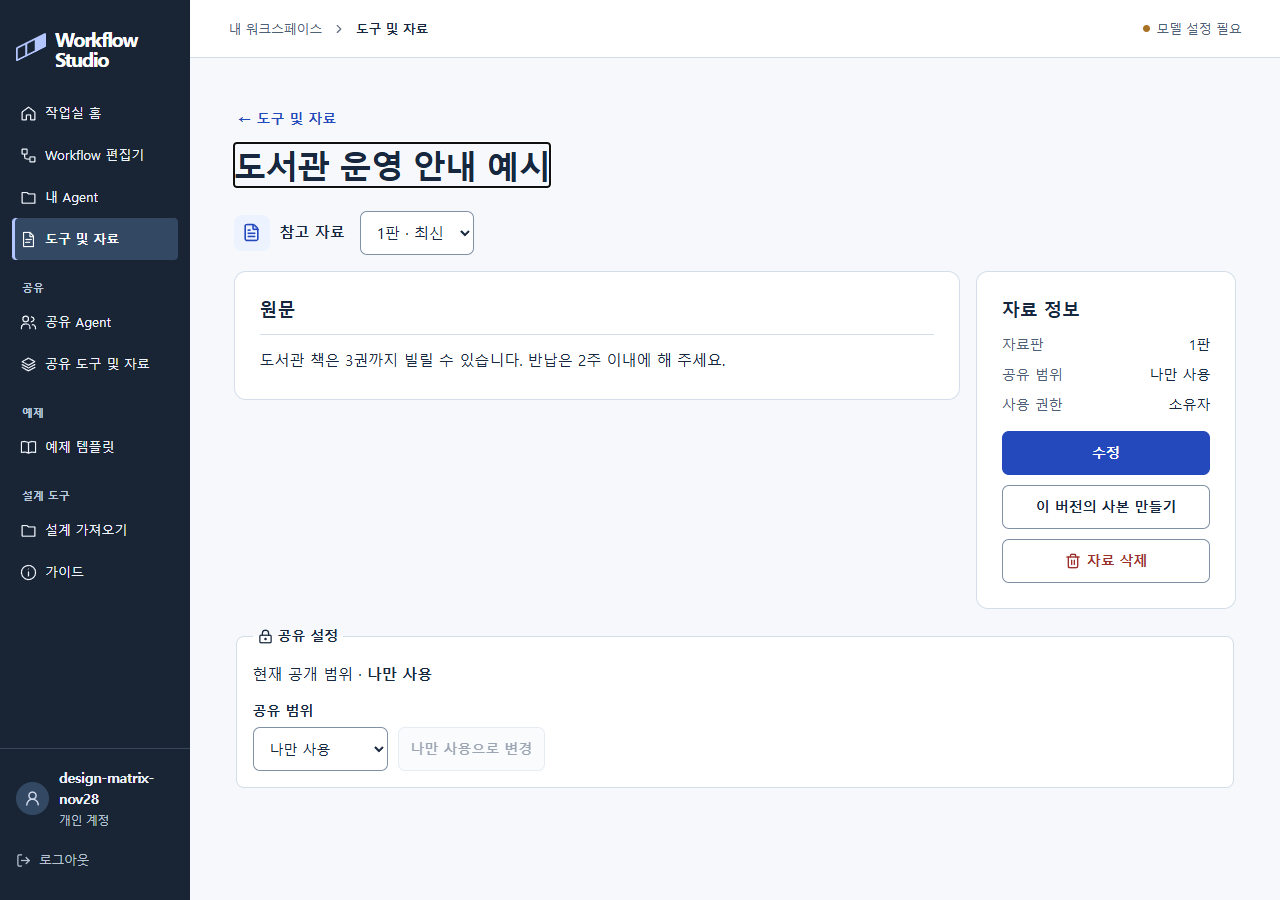 Workflow
Studio
작업실 홈
Workflow 편집기
내 Agent
도구 및 자료
공유
공유 Agent
공유 도구 및 자료
예제
예제 템플릿
설계 도구
설계 가져오기
가이드
design-matrix-
nov28
개인 계정
로그아웃
내 워크스페이스 > 도구 및 자료
모델 설정 필요
← 도구 및 자료
도서관 운영 안내 예시
참고 자료
1판 · 최신
원문
도서관 책은 3권까지 빌릴 수 있습니다. 반납은 2주 이내에 해 주세요.
자료 정보
자료판 1판
공유 범위 나만 사용
사용 권한 소유자
수정
이 버전의 사본 만들기
자료 삭제
공유 설정
현재 공개 범위 · 나만 사용
공유 범위
나만 사용
나만 사용으로 변경